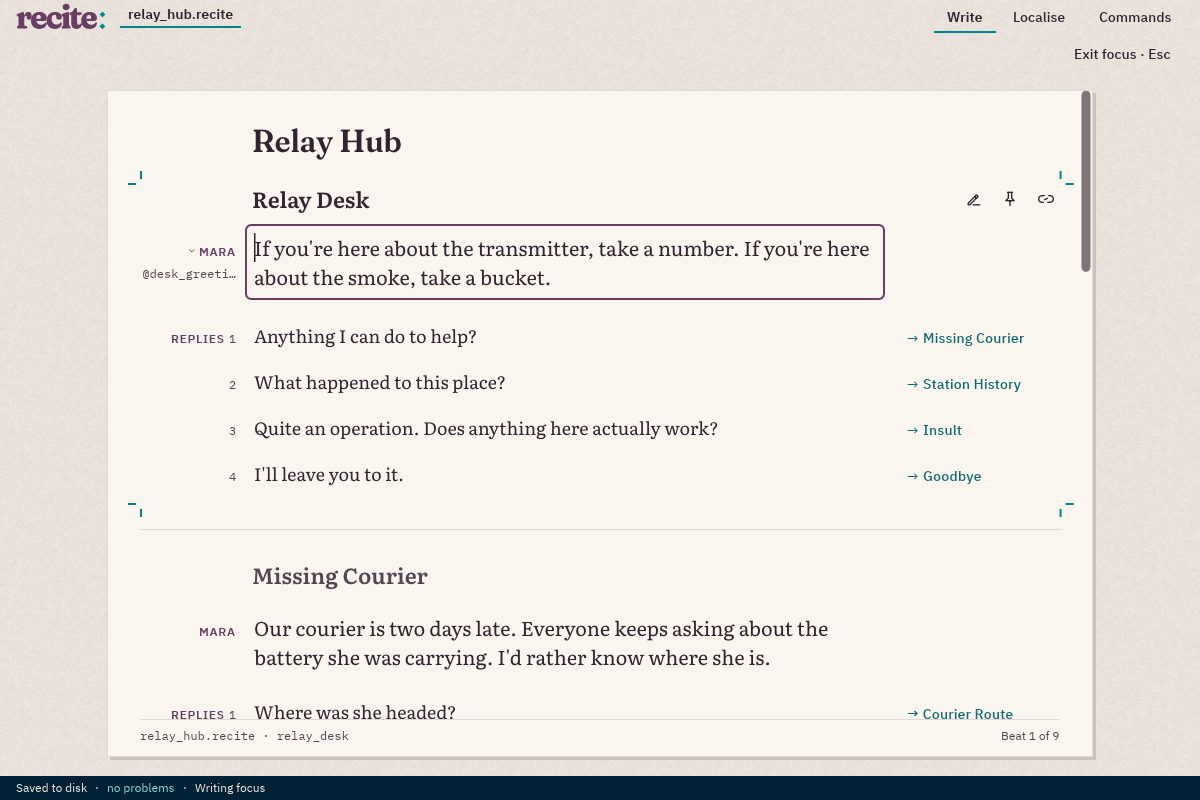 recite:
relay_hub.recite
Write
Localise
Commands
Exit focus · Esc
Relay Hub
Relay Desk
MARA
If you're here about the transmitter, take a number. If you're here
@desk_greeti…
about the smoke, take a bucket.
REPLIES 1
Anything I can do to help?
→ Missing Courier
2
What happened to this place?
→ Station History
3
Quite an operation. Does anything here actually work?
→ Insult
4
I'll leave you to it.
→ Goodbye
Missing Courier
MARA
Our courier is two days late. Everyone keeps asking about the
battery she was carrying. I'd rather know where she is.
REPLIES 1
Where was she headed?
→ Courier Route
relay_hub.recite · relay_desk
Beat 1 of 9
Saved to disk · no problems · Writing focus